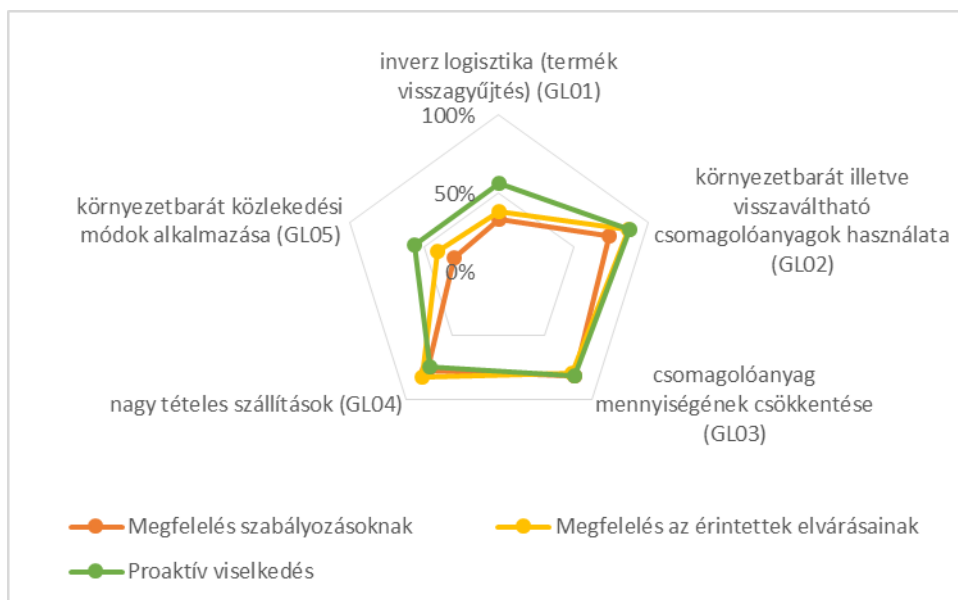 inverz logisztika (termék
visszagyűjtés) (GL01)
100%
50%
0%
környezetbarát illetve
visszaváltható
csomagolóanyagok használata
(GL02)
környezetbarát közlekedési
módok alkalmazása (GL05)
csomagolóanyag
mennyiségének csökkentése
(GL03)
nagy tételes szállítások (GL04)
Megfelelés szabályozásoknak
Megfelelés az érintettek elvárásainak
Proaktív viselkedés